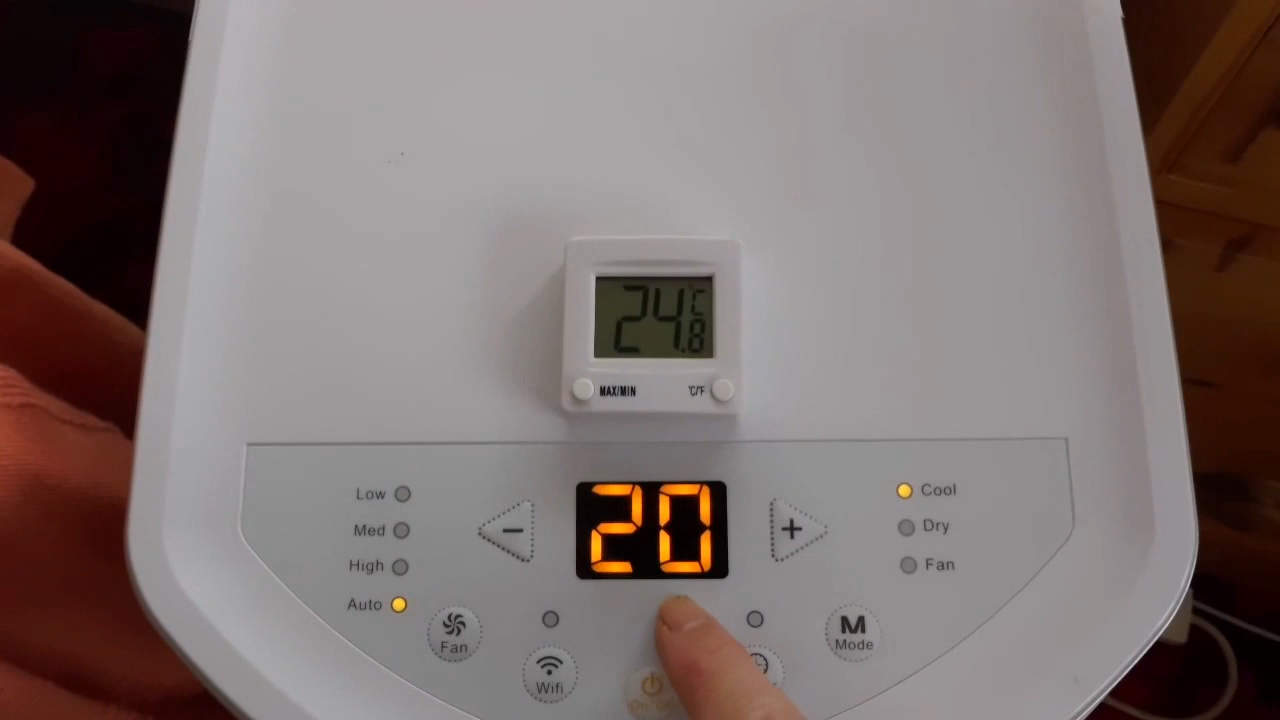 24.8 °C
MAX/MIN °C/°F
Low
Med
High
Auto
−
20
+
Cool
Dry
Fan
Fan
Wifi
M
Mode